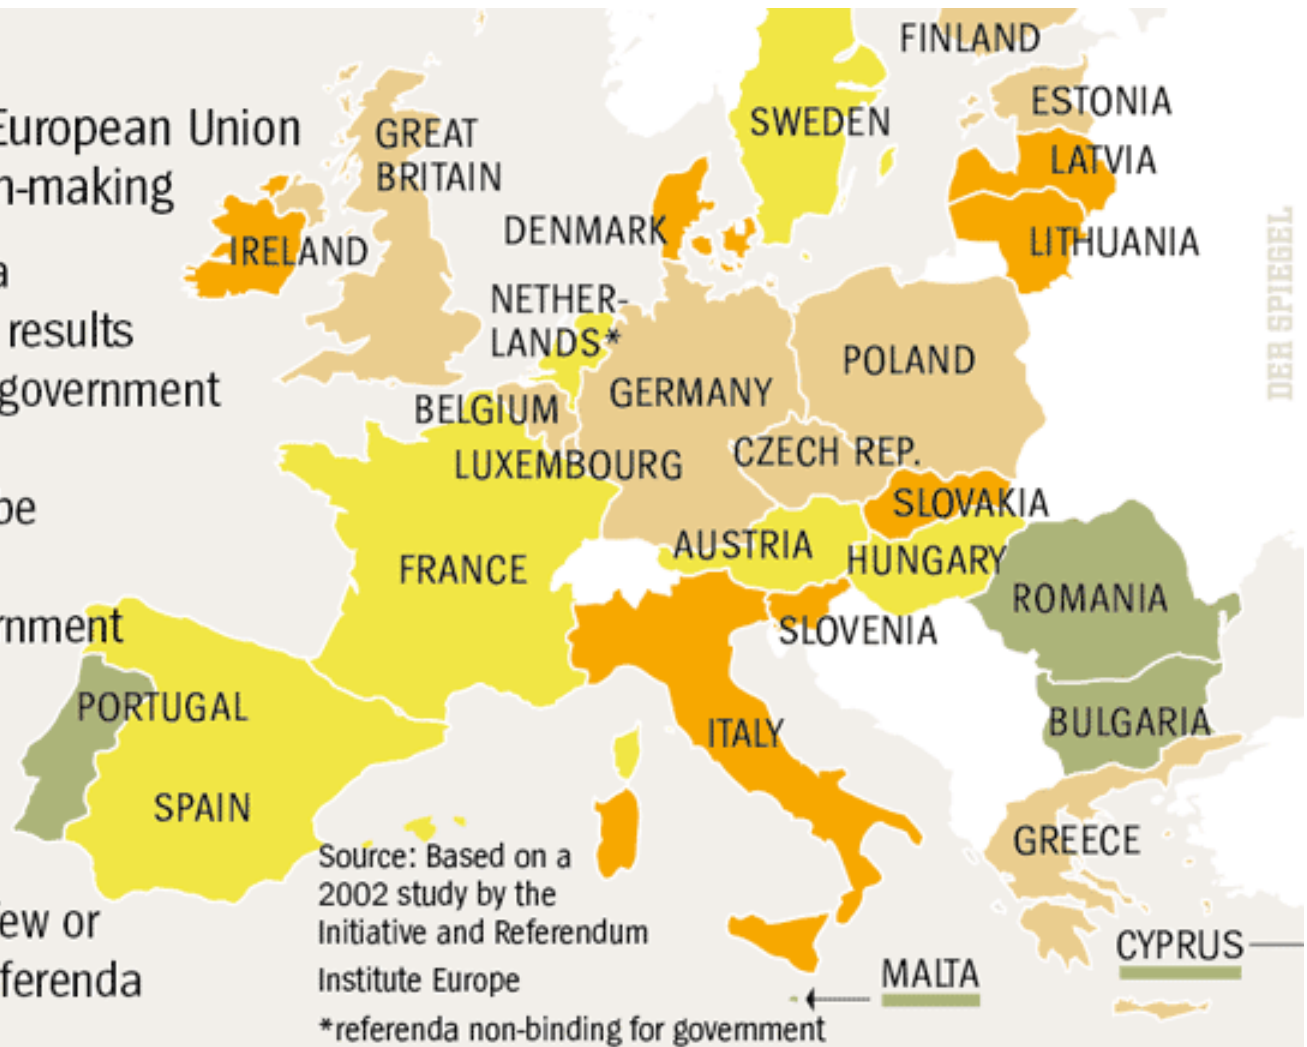 European Union
n-making
a
results
government
be
rnment
few or
ferenda
FINLAND
ESTONIA
SWEDEN
LATVIA
GREAT
BRITAIN
DENMARK
IRELAND
LITHUANIA
NETHER-
LANDS*
POLAND
GERMANY
BELGIUM
CZECH REP.
LUXEMBOURG
SLOVAKIA
AUSTRIA
HUNGARY
FRANCE
ROMANIA
SLOVENIA
PORTUGAL
BULGARIA
ITALY
SPAIN
GREECE
CYPRUS
MALTA
Source: Based on a
2002 study by the
Initiative and Referendum
Institute Europe
*referenda non-binding for government
DER SPIEGEL